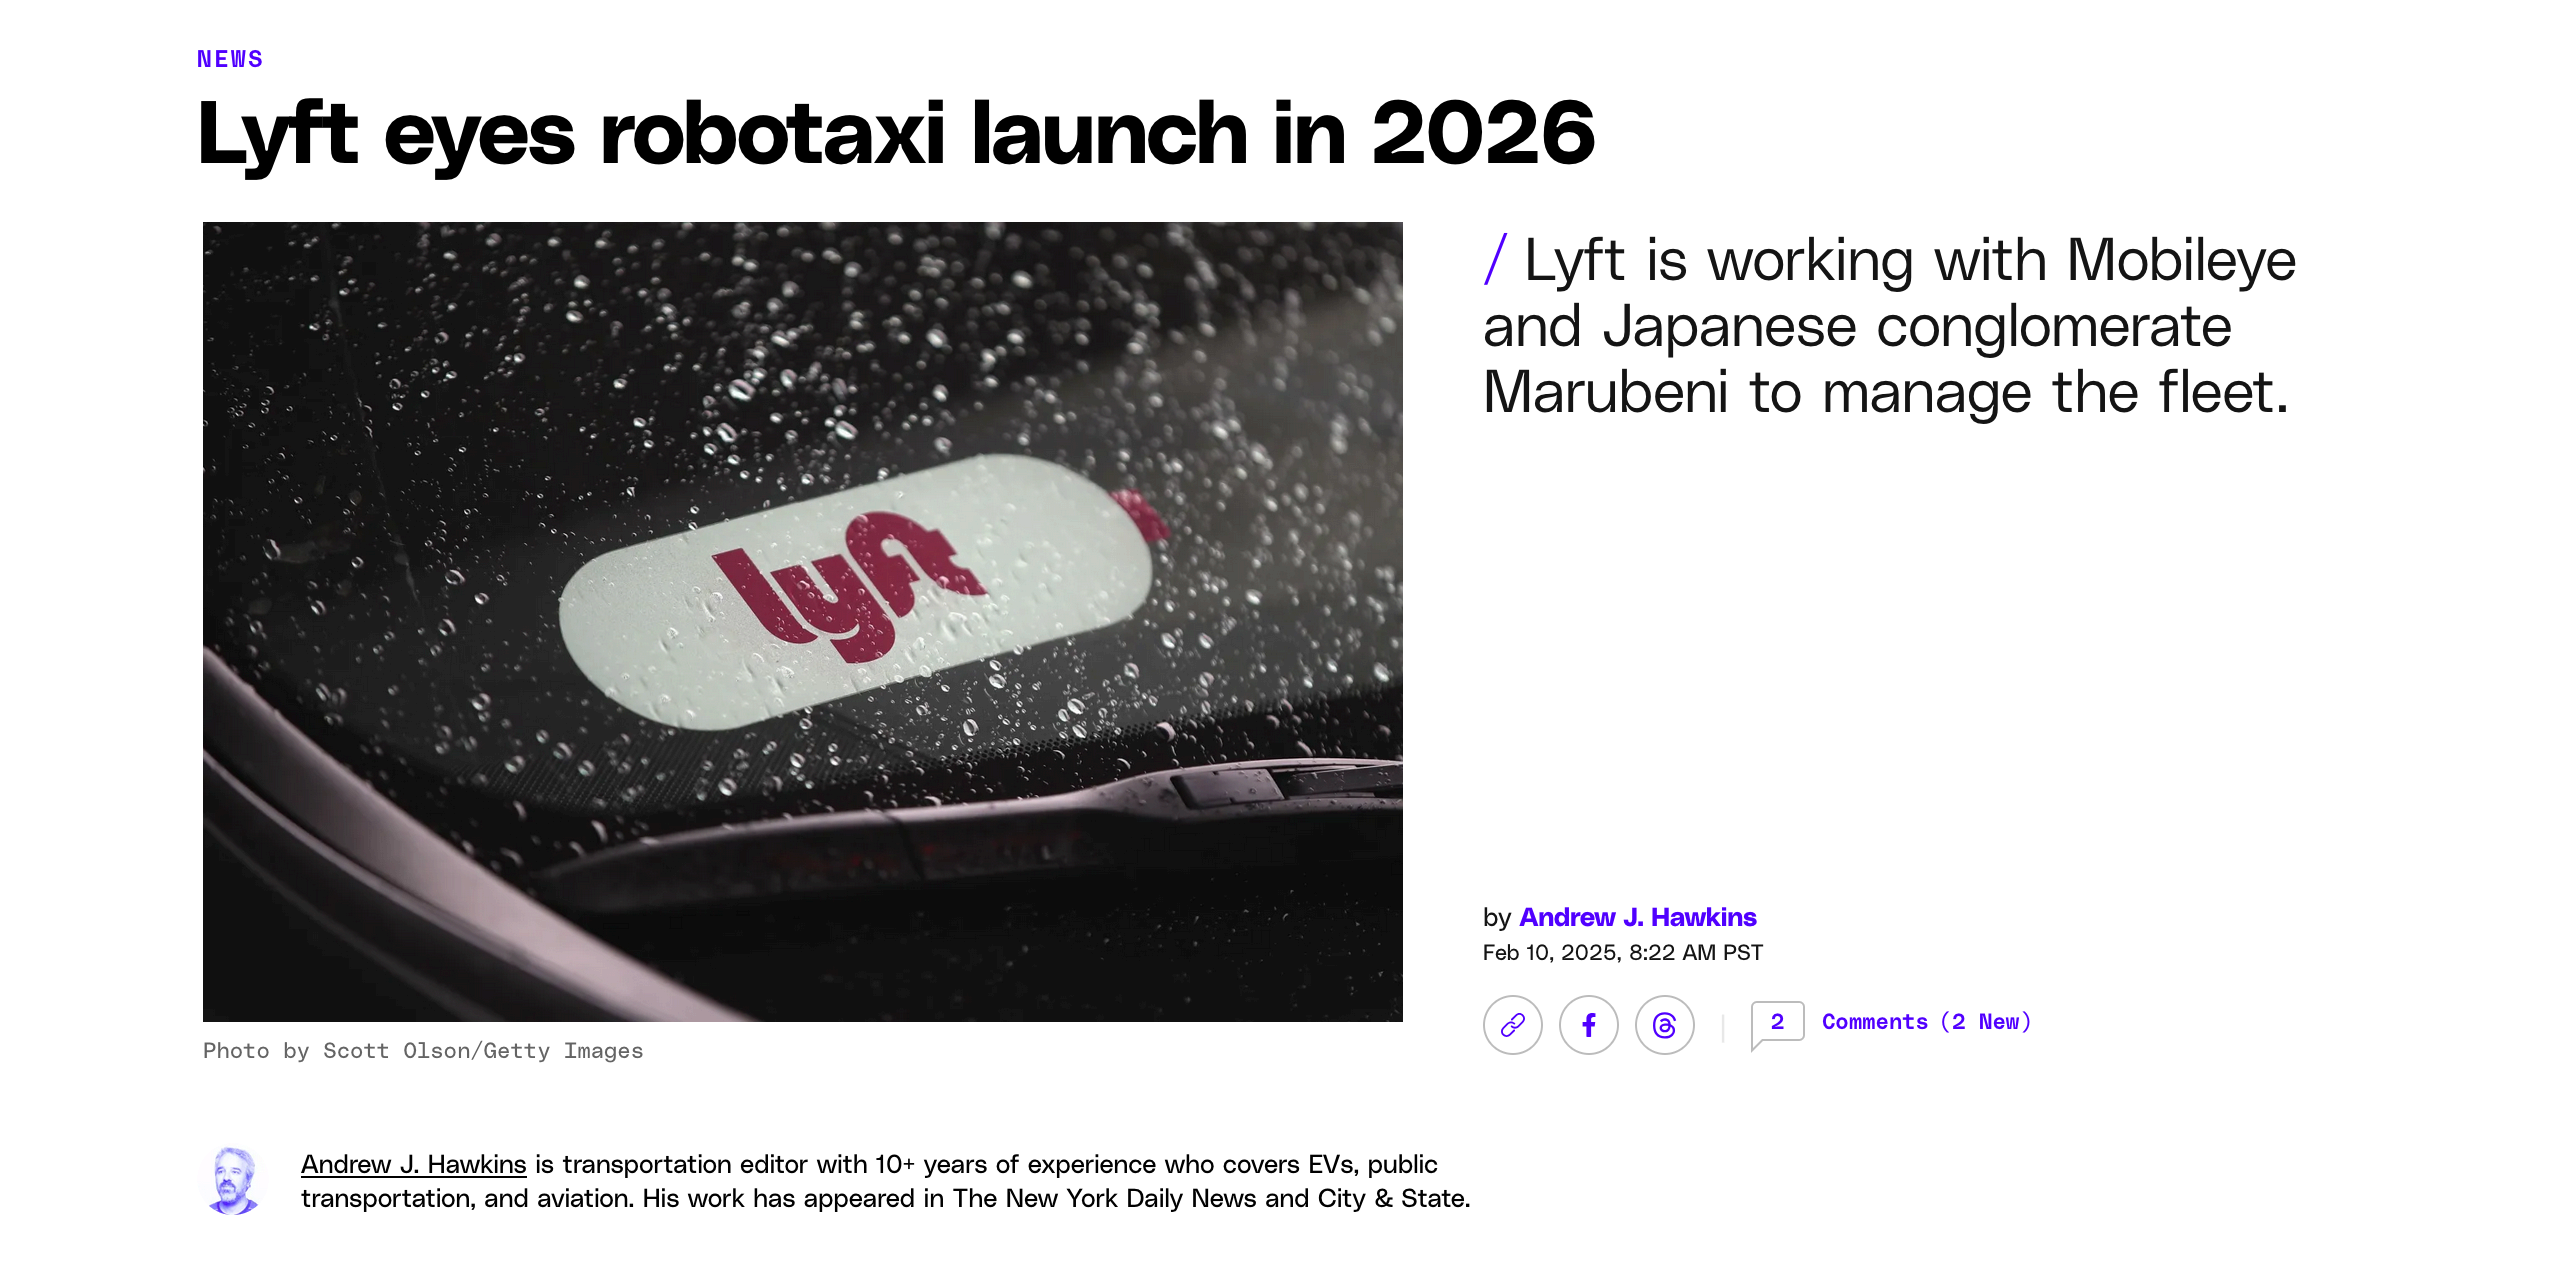 NEWS
Lyft eyes robotaxi launch in 2026
lyft
/ Lyft is working with Mobileye
and Japanese conglomerate
Marubeni to manage the fleet.
by Andrew J. Hawkins
Feb 10, 2025, 8:22 AM PST
2 Comments (2 New)
Photo by Scott Olson/Getty Images
Andrew J. Hawkins is transportation editor with 10+ years of experience who covers EVs, public
transportation, and aviation. His work has appeared in The New York Daily News and City & State.